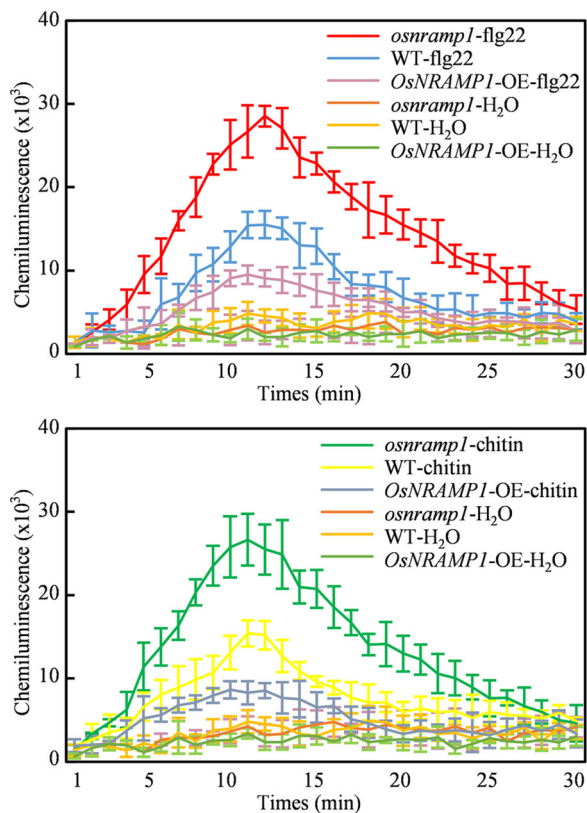 40
30
20
10
0
Chemiluminescence (x10³)
osnramp1-flg22
WT-flg22
OsNRAMP1-OE-flg22
osnramp1-H₂O
WT-H₂O
OsNRAMP1-OE-H₂O
1 5 10 15 20 25 30
Times (min)
40
30
20
10
0
Chemiluminescence (x10³)
osnramp1-chitin
WT-chitin
OsNRAMP1-OE-chitin
osnramp1-H₂O
WT-H₂O
OsNRAMP1-OE-H₂O
1 5 10 15 20 25 30
Times (min)